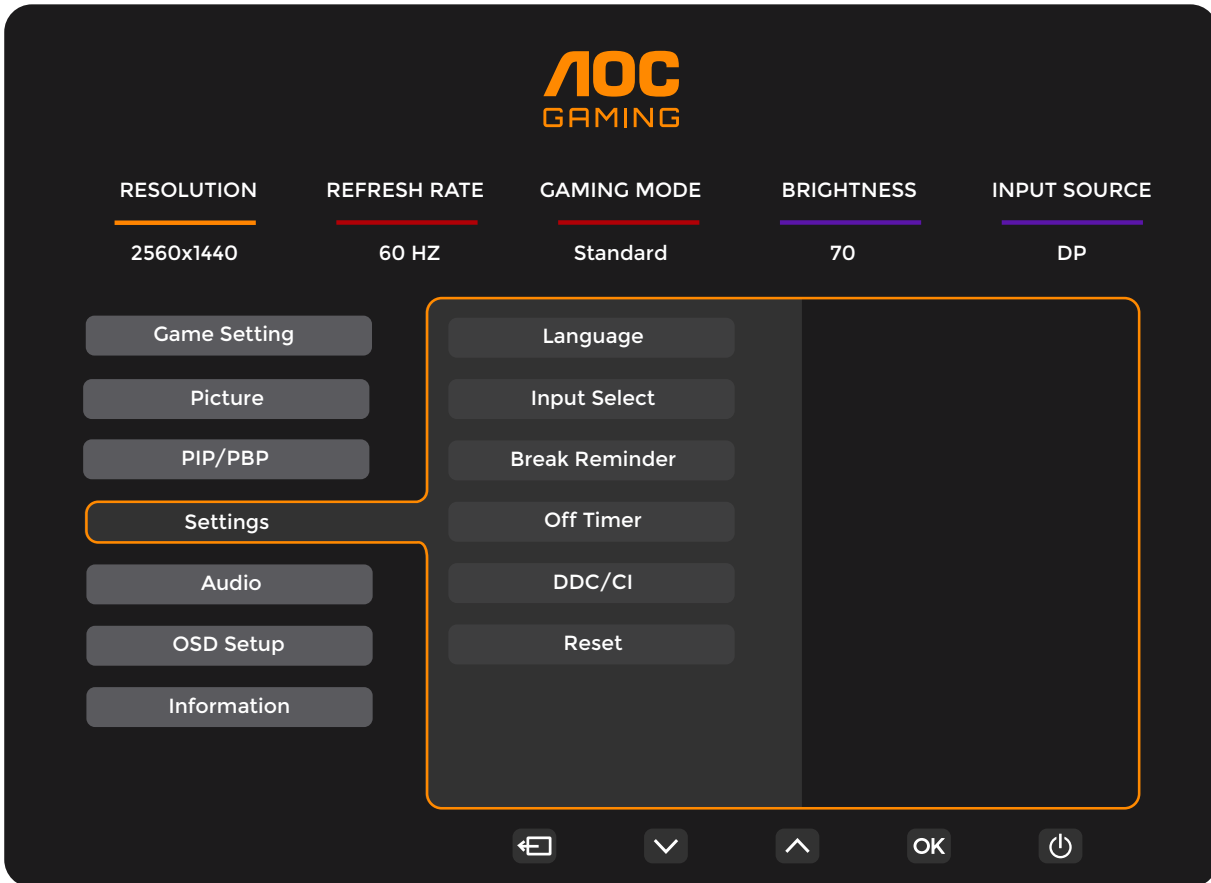 AOC
GAMING
RESOLUTION REFRESH RATE GAMING MODE BRIGHTNESS INPUT SOURCE
2560x1440 60 HZ Standard 70 DP
Game Setting
Picture
PIP/PBP
Settings
Audio
OSD Setup
Information
Language
Input Select
Break Reminder
Off Timer
DDC/CI
Reset
OK